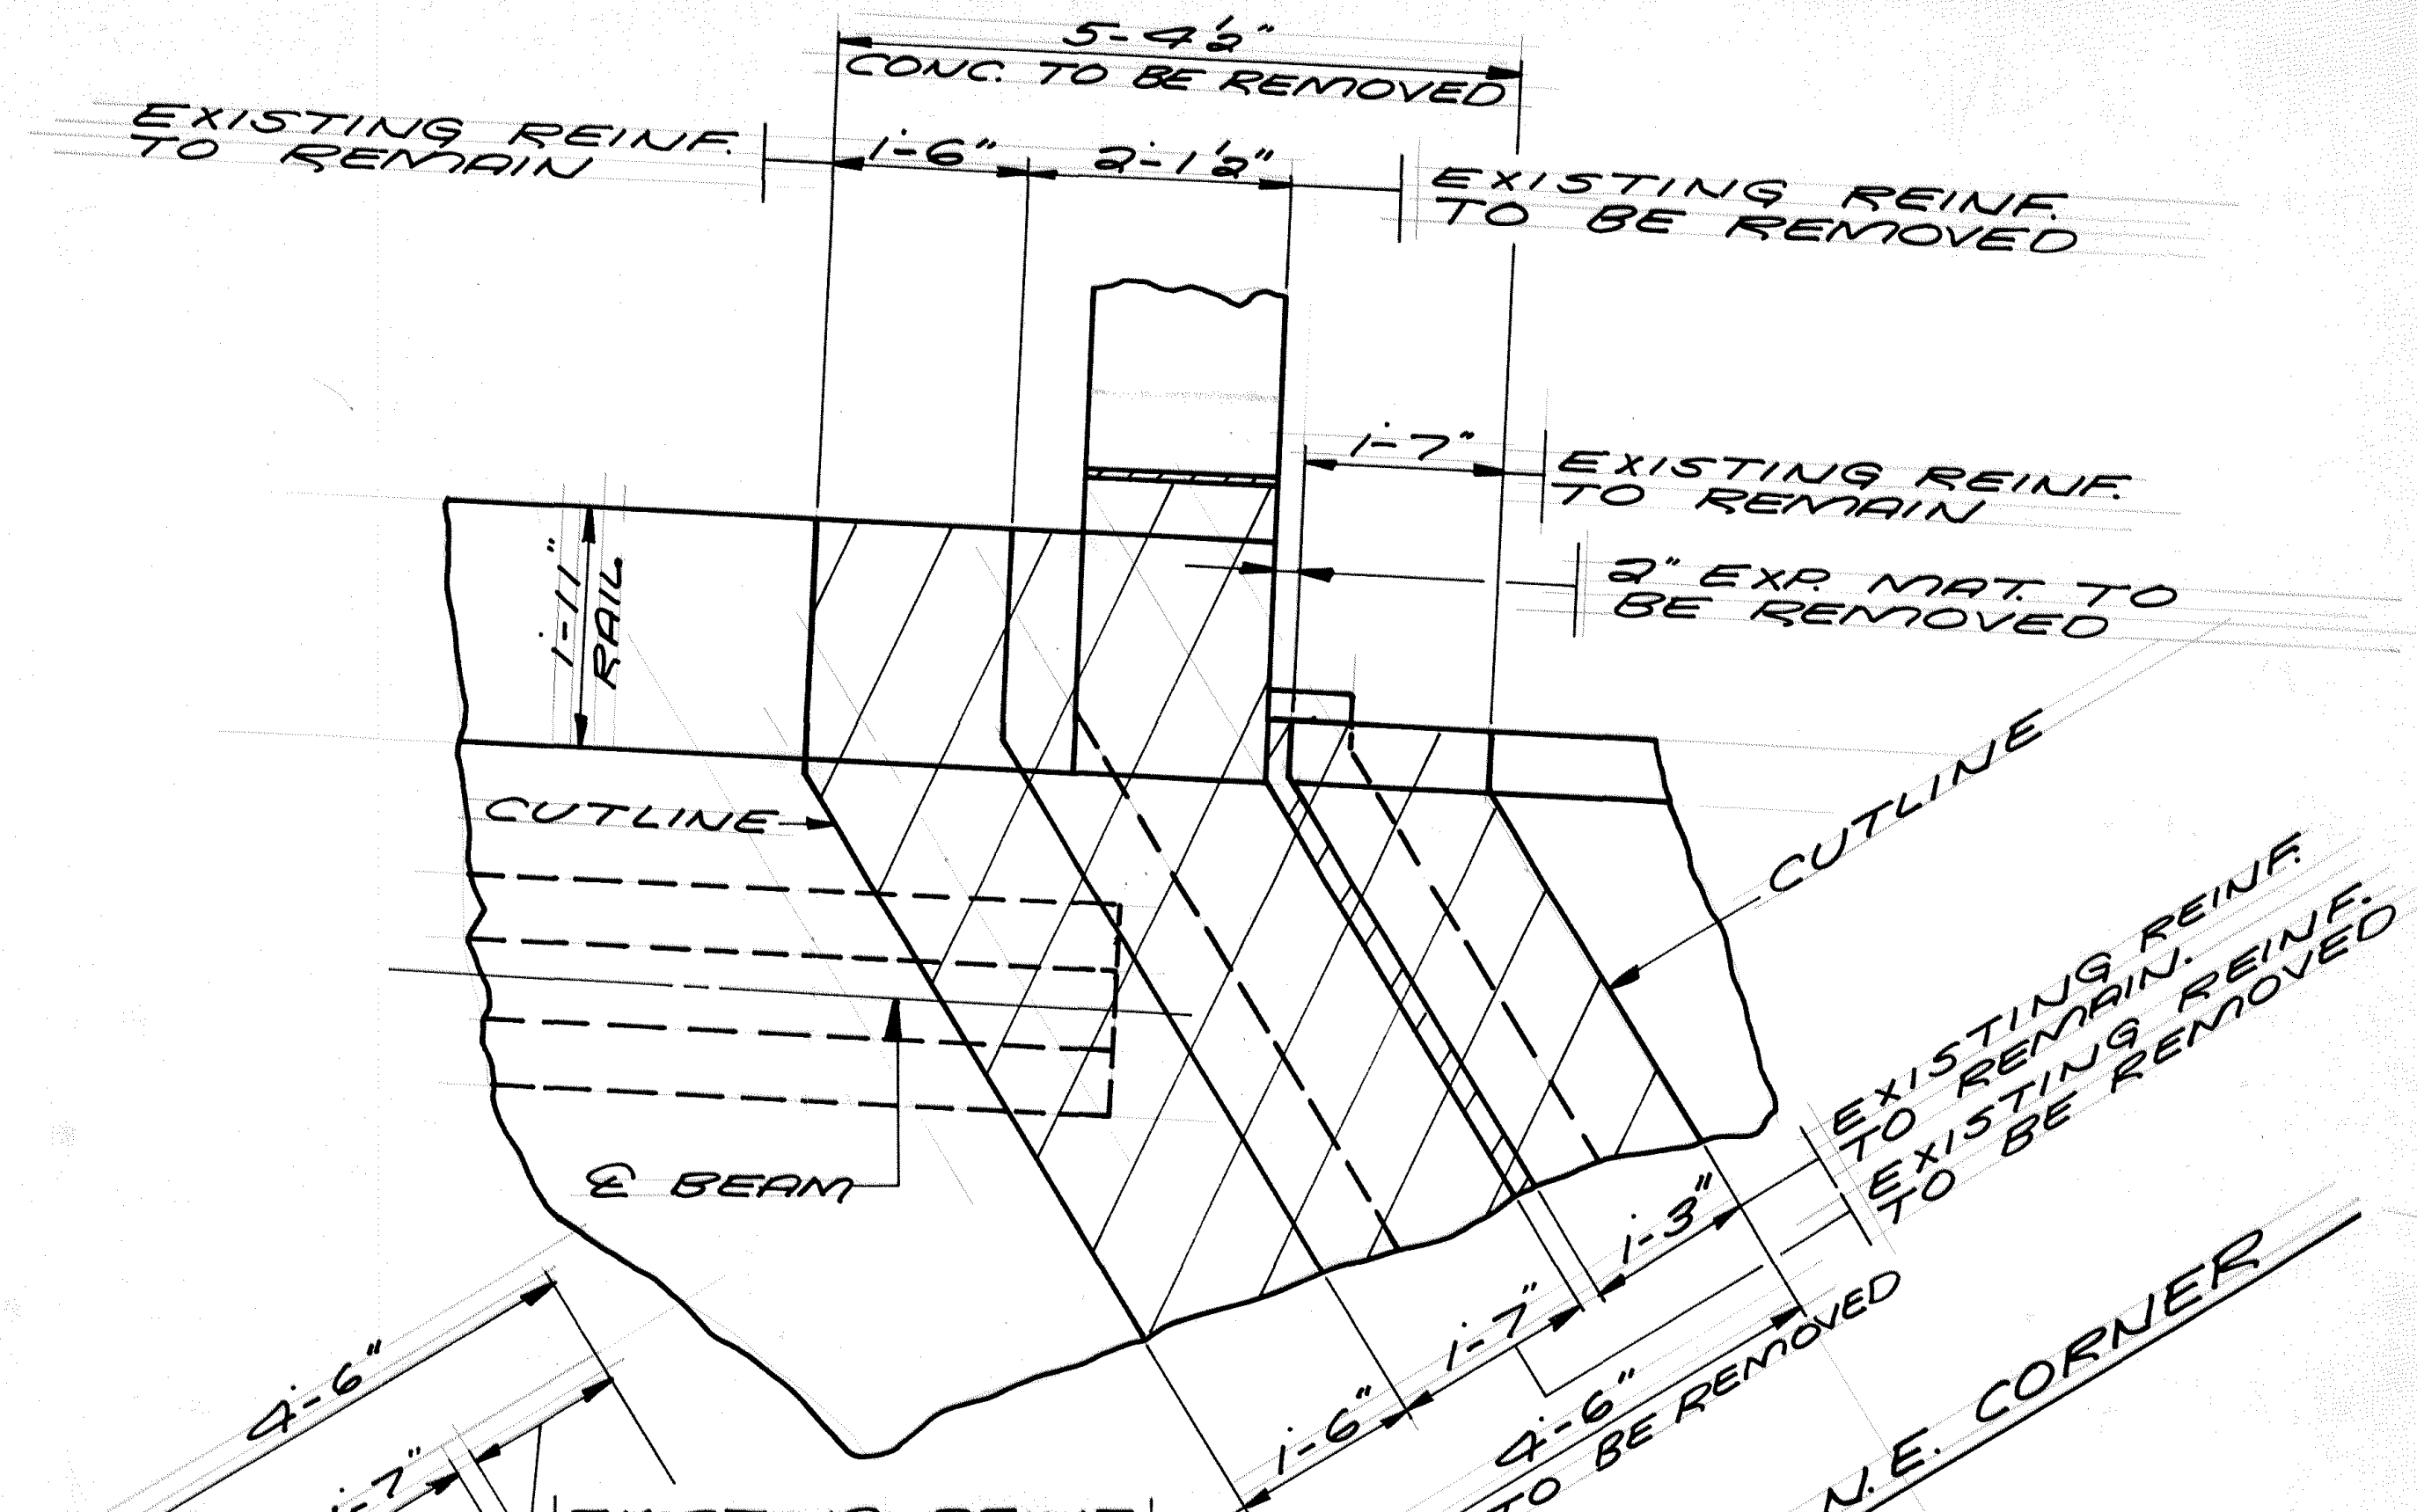 5-4½"
CONC. TO BE REMOVED
EXISTING REINF.
TO REMAIN
1-6"
2-1½"
EXISTING REINF.
TO BE REMOVED
1-7"
EXISTING REINF.
TO REMAIN
2" EXP. MAT. TO
BE REMOVED
1-11"
RAIL
CUTLINE
CUTLINE
EXISTING REINF.
TO REMAIN.
EXISTING REINF.
TO BE REMOVED
℄ BEAM
1-3"
1-7"
1-6"
4-6"
TO BE REMOVED
4-6"
1-7"
N.E. CORNER